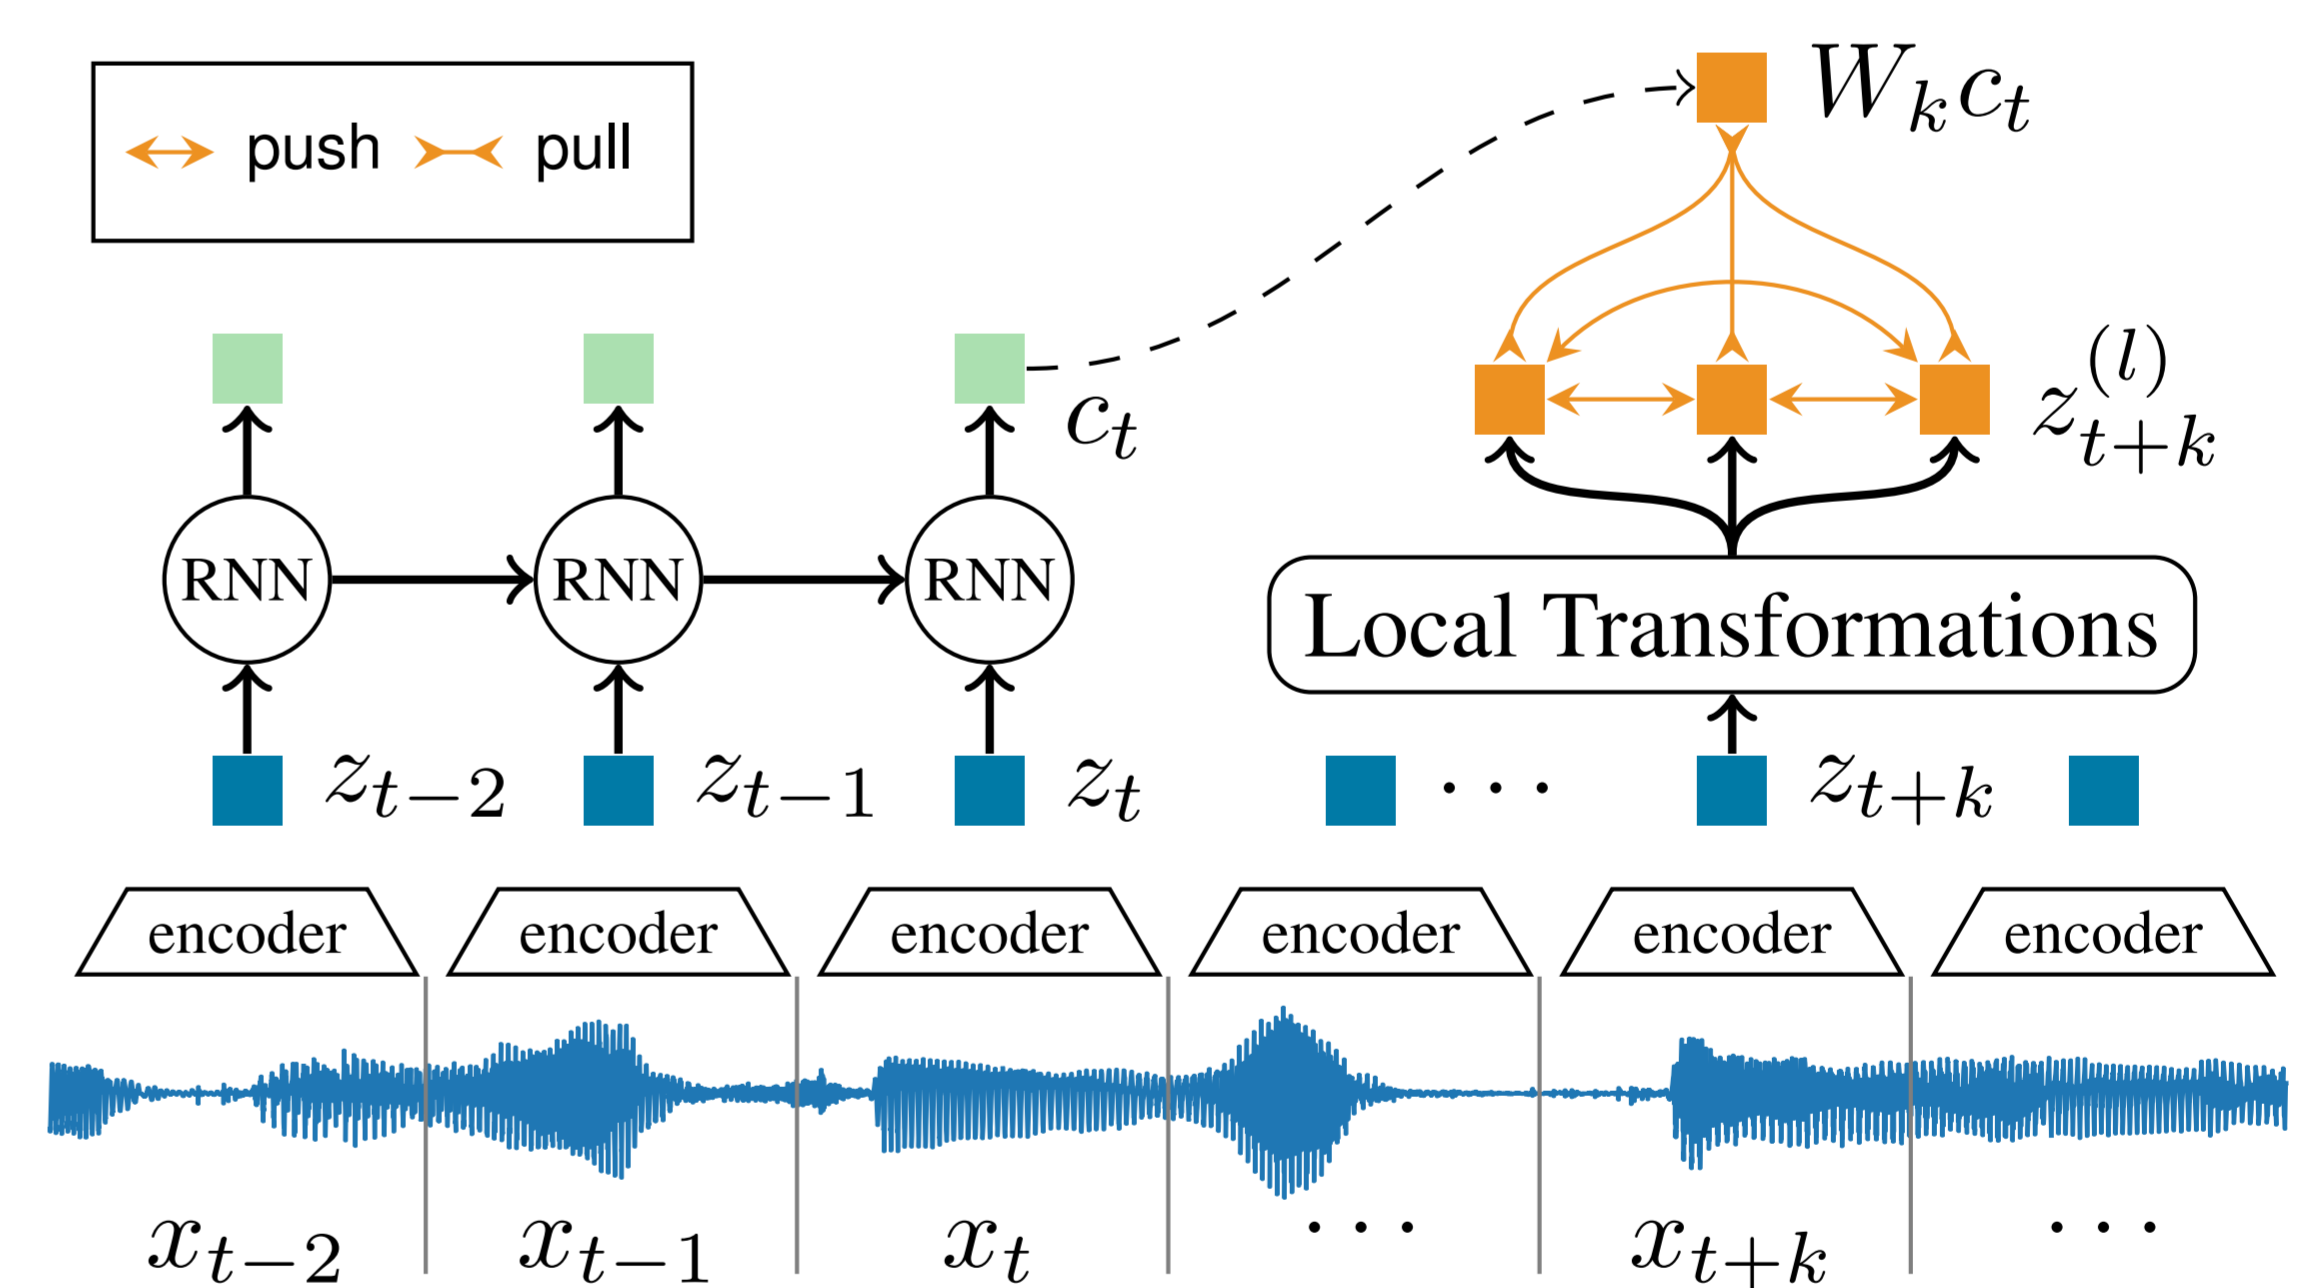 push pull
W_k c_t
c_t
z_{t+k}^{(l)}
RNN RNN RNN
Local Transformations
z_{t-2} z_{t-1} z_t ··· z_{t+k}
encoder encoder encoder encoder encoder encoder
x_{t-2} x_{t-1} x_t ··· x_{t+k} ···